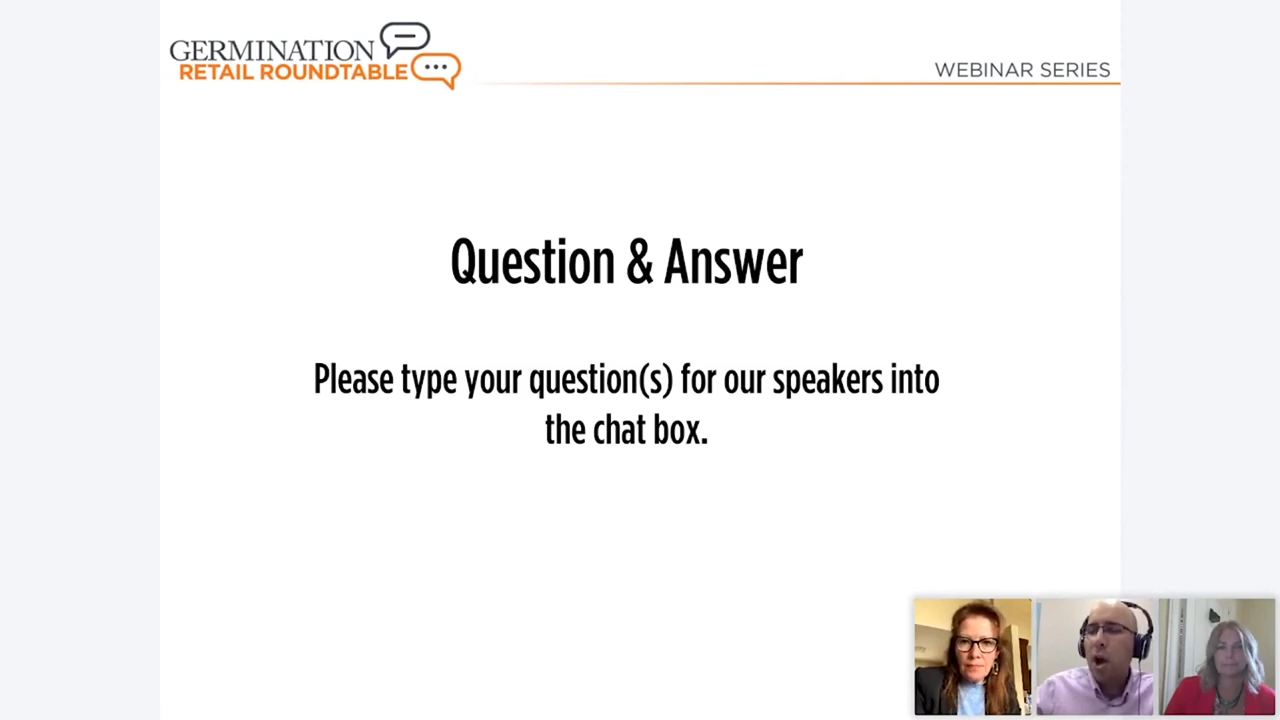 GERMINATION
RETAIL ROUNDTABLE
WEBINAR SERIES
Question & Answer
Please type your question(s) for our speakers into
the chat box.